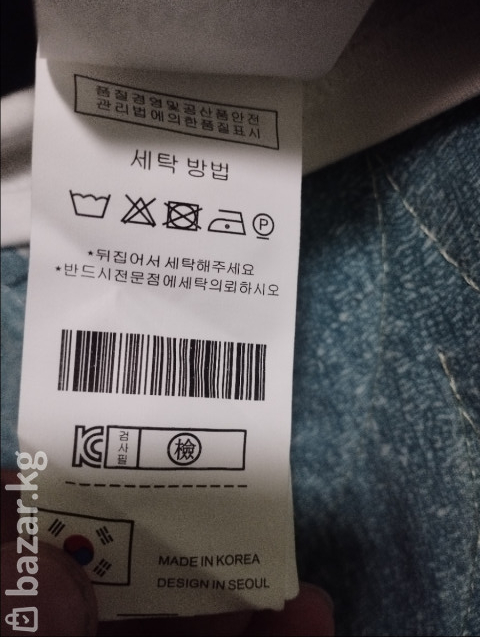 품질경영및공산품안전
관리법에의한품질표시
세탁 방법
P
*뒤집어서세탁해주세요
*반드시전문점에세탁의뢰하시오
KC 검사필 檢
MADE IN KOREA
DESIGN IN SEOUL
bazar.kg